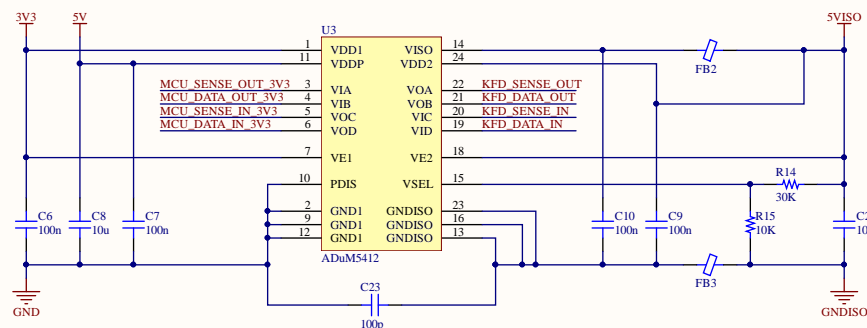 3V3 5V U3 5VISO
1 VDD1 VISO 14
11 VDDP VDD2 24
FB2
MCU_SENSE_OUT_3V3 3 VIA VOA 22 KFD_SENSE_OUT
MCU_DATA_OUT_3V3 4 VIB VOB 21 KFD_DATA_OUT
MCU_SENSE_IN_3V3 5 VOC VIC 20 KFD_SENSE_IN
MCU_DATA_IN_3V3 6 VOD VID 19 KFD_DATA_IN
7 VE1 VE2 18
R14
10 PDIS VSEL 15
30K
2 GND1 GNDISO 23
C6 C8 C7 9 GND1 GNDISO 16 C10 C9 R15
100n 10u 100n 12 GND1 GNDISO 13 100n 100n 10K
ADuM5412
FB3
C23
GND GNDISO
100p